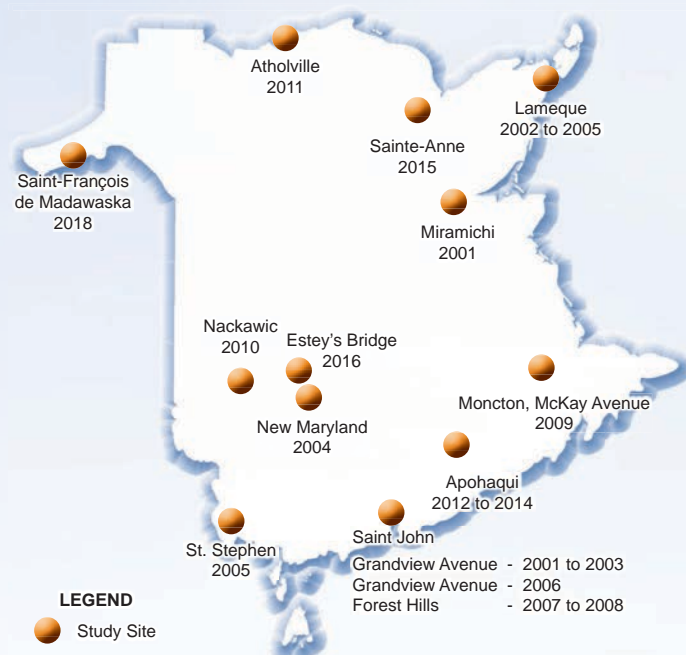 Atholville
2011
Lameque
2002 to 2005
Sainte-Anne
2015
Saint-François
de Madawaska
2018
Miramichi
2001
Nackawic
2010
Estey's Bridge
2016
New Maryland
2004
Moncton, McKay Avenue
2009
Apohaqui
2012 to 2014
St. Stephen
2005
Saint John
Grandview Avenue - 2001 to 2003
Grandview Avenue - 2006
Forest Hills - 2007 to 2008
LEGEND
Study Site